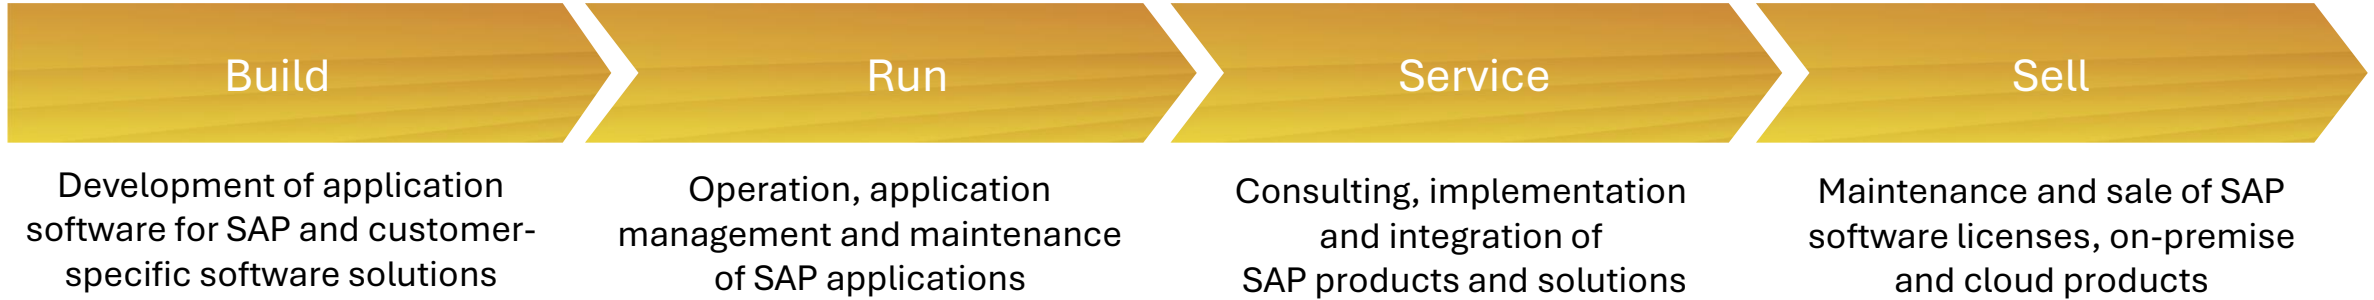 Build
Development of application
software for SAP and customer-
specific software solutions
Run
Operation, application
management and maintenance
of SAP applications
Service
Consulting, implementation
and integration of
SAP products and solutions
Sell
Maintenance and sale of SAP
software licenses, on-premise
and cloud products